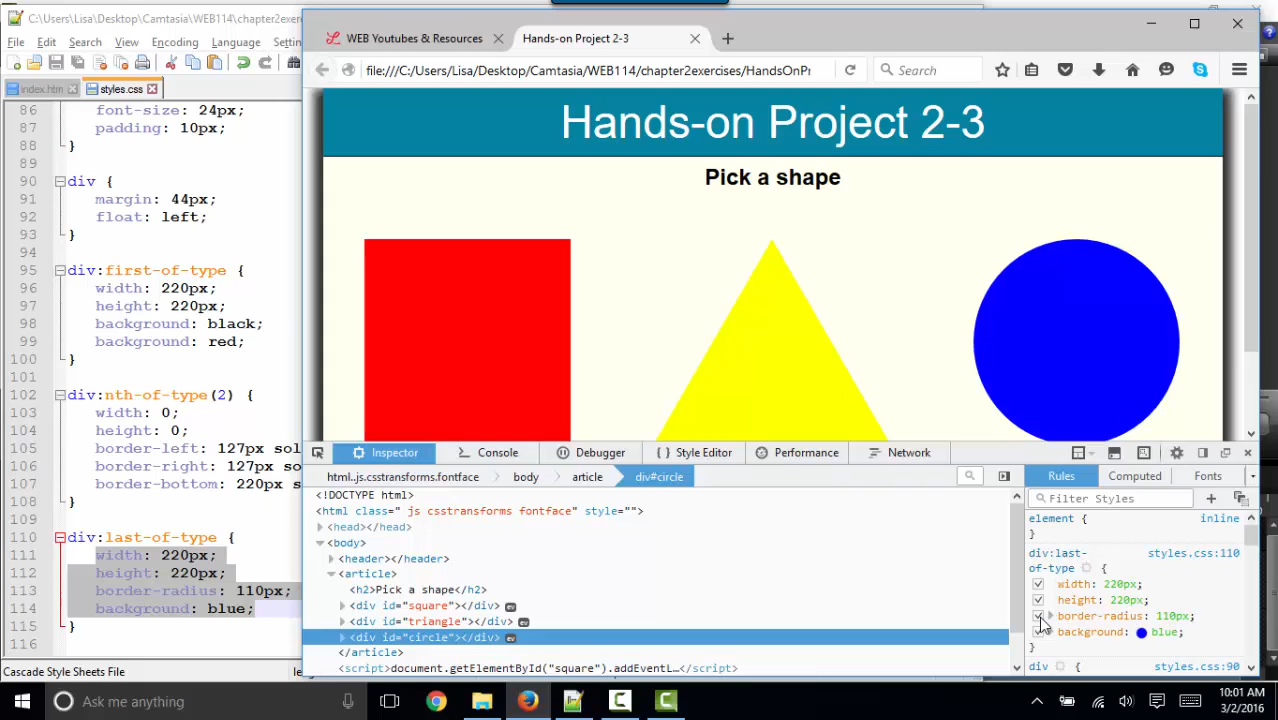 C:\Users\Lisa\Desktop\Camtasia\WEB114\chapter2exer
File Edit Search View Encoding Language Settin
index.htm styles.css
86 font-size: 24px;
87 padding: 10px;
88 }
89
90 div {
91 margin: 44px;
92 float: left;
93 }
94
95 div:first-of-type {
96 width: 220px;
97 height: 220px;
98 background: black;
99 background: red;
100 }
101
102 div:nth-of-type(2) {
103 width: 0;
104 height: 0;
105 border-left: 127px sol
106 border-right: 127px s
107 border-bottom: 220px s
108 }
109
110 div:last-of-type {
111 width: 220px;
112 height: 220px;
113 border-radius: 110px;
114 background: blue;
115 }
116
Cascade Style Sheets File
WEB Youtubes & Resources Hands-on Project 2-3
file:///C:/Users/Lisa/Desktop/Camtasia/WEB114/chapter2exercises/HandsOnPr Search
Hands-on Project 2-3
Pick a shape
Inspector Console Debugger Style Editor Performance Network
html.js.csstransforms.fontface body article div#circle
<!DOCTYPE html>
<html class=" js csstransforms fontface" style="">
<head></head>
<body>
<header></header>
<article>
<h2>Pick a shape</h2>
<div id="square"></div> ev
<div id="triangle"></div> ev
<div id="circle"></div> ev
</article>
<script>document.getElementById("square").addEventL…</script>
Rules Computed Fonts
Filter Styles
element { inline
}
div:last- styles.css:110
of-type {
width: 220px;
height: 220px;
border-radius: 110px;
background: blue;
}
div { styles.css:90
Ask me anything
10:01 AM
3/2/2016